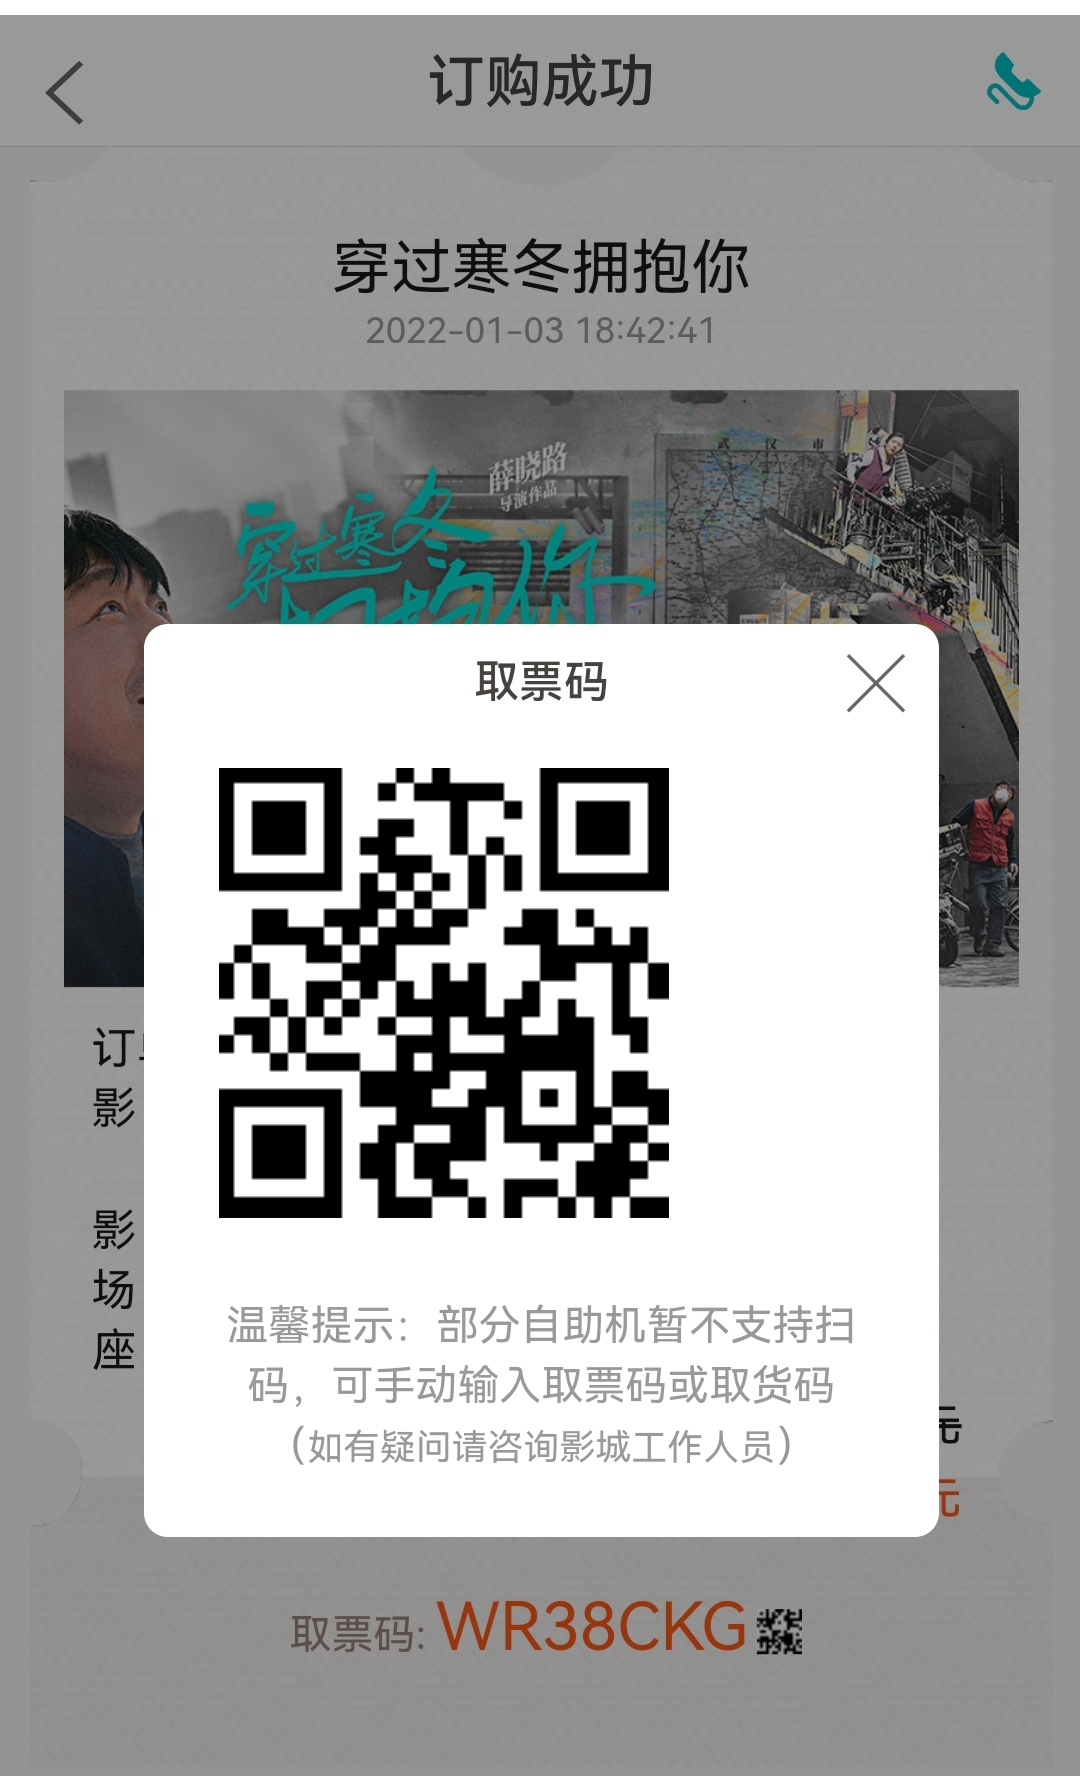 订购成功
穿过寒冬拥抱你
2022-01-03 18:42:41
薛晓路
导演作品
武汉市
穿过寒冬
你
取票码
订
影
影
场
座
温馨提示：部分自助机暂不支持扫
码，可手动输入取票码或取货码
（如有疑问请咨询影城工作人员）
元
元
取票码: WR38CKG